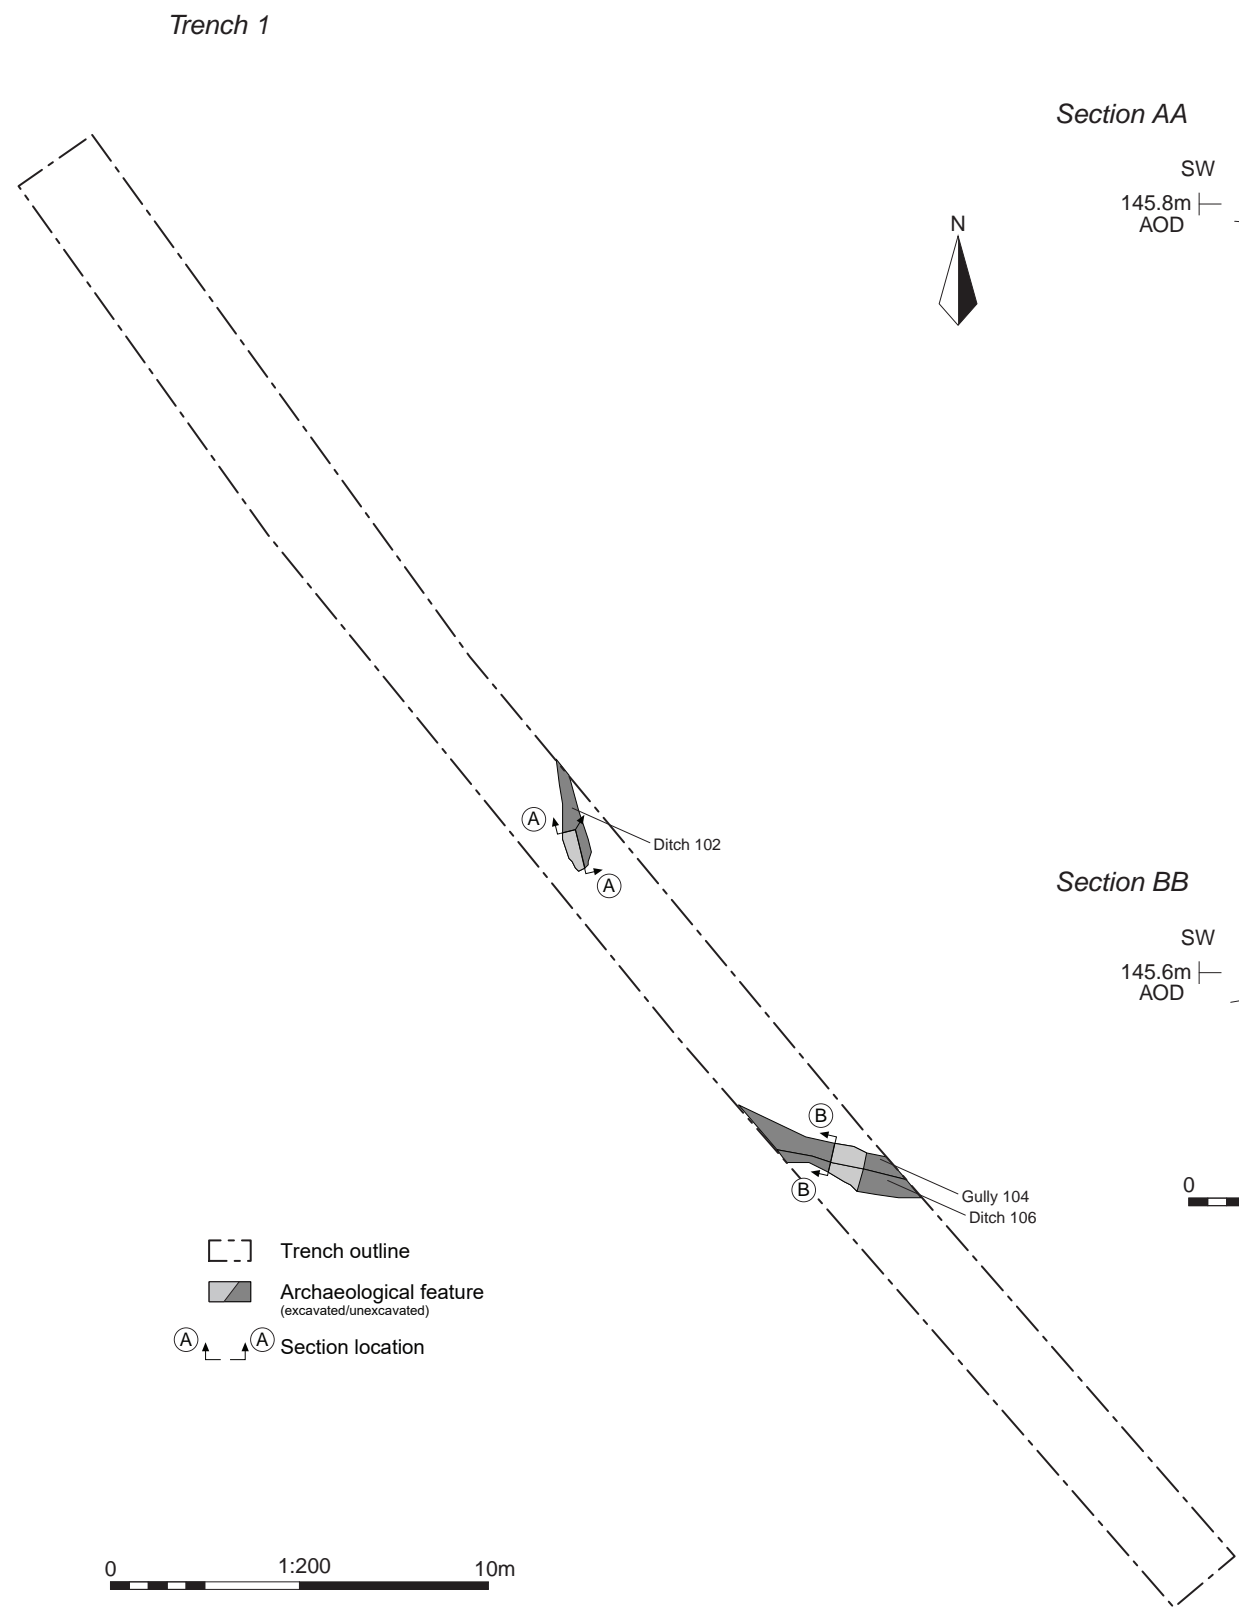 Trench 1
Section AA
SW
145.8m
AOD
N
A
Ditch 102
A
Section BB
SW
145.6m
AOD
B
B
Gully 104
Ditch 106
0
Trench outline
Archaeological feature
(excavated/unexcavated)
A A Section location
0 1:200 10m